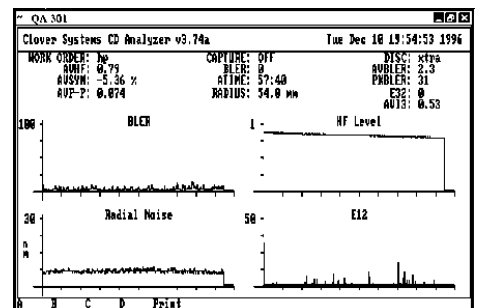 ~ QA 301
Clover Systems CD Analyzer v3.74a Tue Dec 10 19:54:53 1996
WORK ORDER: hp CAPTURE: OFF DISC: xtra
AVHF: 0.79 BLER: 0 AVBLER: 2.3
AVSYM: -5.36 % ATIME: 57:40 PKBLER: 31
AVP-P: 0.074 RADIUS: 54.0 mm E32: 0
AVI3: 0.53
100 - BLER 1 - HF Level
30 - Radial Noise 50 - E12
n
m
A B C D Print